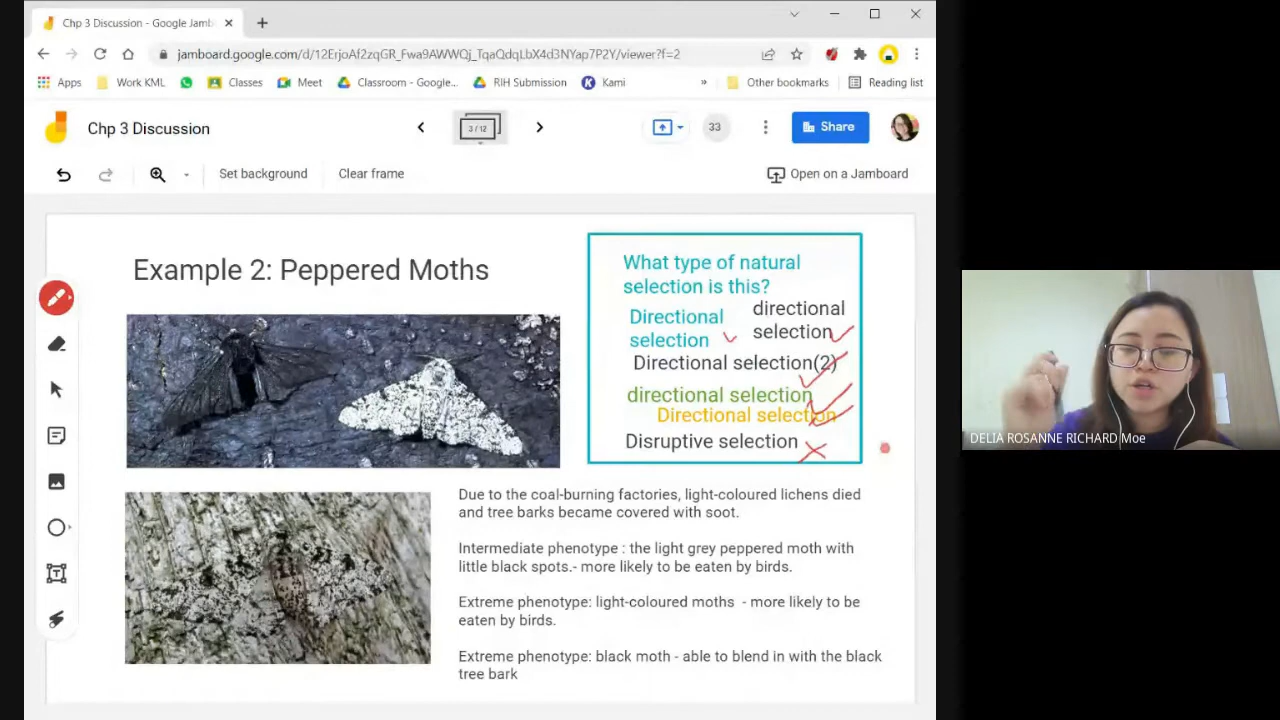 Chp 3 Discussion - Google Jamb
jamboard.google.com/d/12ErjoAf2zqGR_Fwa9AWWQj_TqaQdqLbX4d3NYap7P2Y/viewer?f=2
Apps Work KML Classes Meet Classroom - Google... RIH Submission Kami » Other bookmarks Reading list
Chp 3 Discussion
3 / 12
33
Share
Set background Clear frame
Open on a Jamboard
Example 2: Peppered Moths
What type of natural
selection is this?
Directional
selection
directional
selection
Directional selection(2)
directional selection
Directional selection
Disruptive selection
DELIA ROSANNE RICHARD Moe
Due to the coal-burning factories, light-coloured lichens died
and tree barks became covered with soot.
Intermediate phenotype : the light grey peppered moth with
little black spots.- more likely to be eaten by birds.
Extreme phenotype: light-coloured moths - more likely to be
eaten by birds.
Extreme phenotype: black moth - able to blend in with the black
tree bark